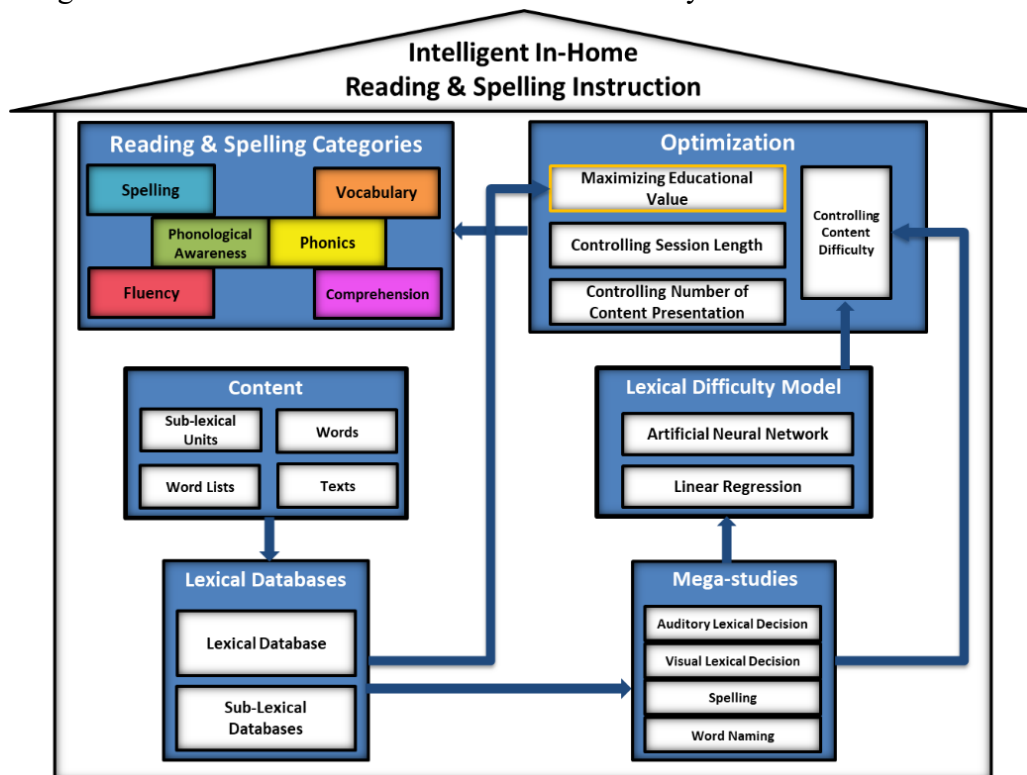 Intelligent In-Home
Reading & Spelling Instruction
Reading & Spelling Categories
Spelling
Vocabulary
Phonological
Awareness
Phonics
Fluency
Comprehension
Optimization
Maximizing Educational
Value
Controlling Session Length
Controlling Number of
Content Presentation
Controlling
Content
Difficulty
Content
Sub-lexical
Units
Words
Word Lists
Texts
Lexical Difficulty Model
Artificial Neural Network
Linear Regression
Lexical Databases
Lexical Database
Sub-Lexical
Databases
Mega-studies
Auditory Lexical Decision
Visual Lexical Decision
Spelling
Word Naming